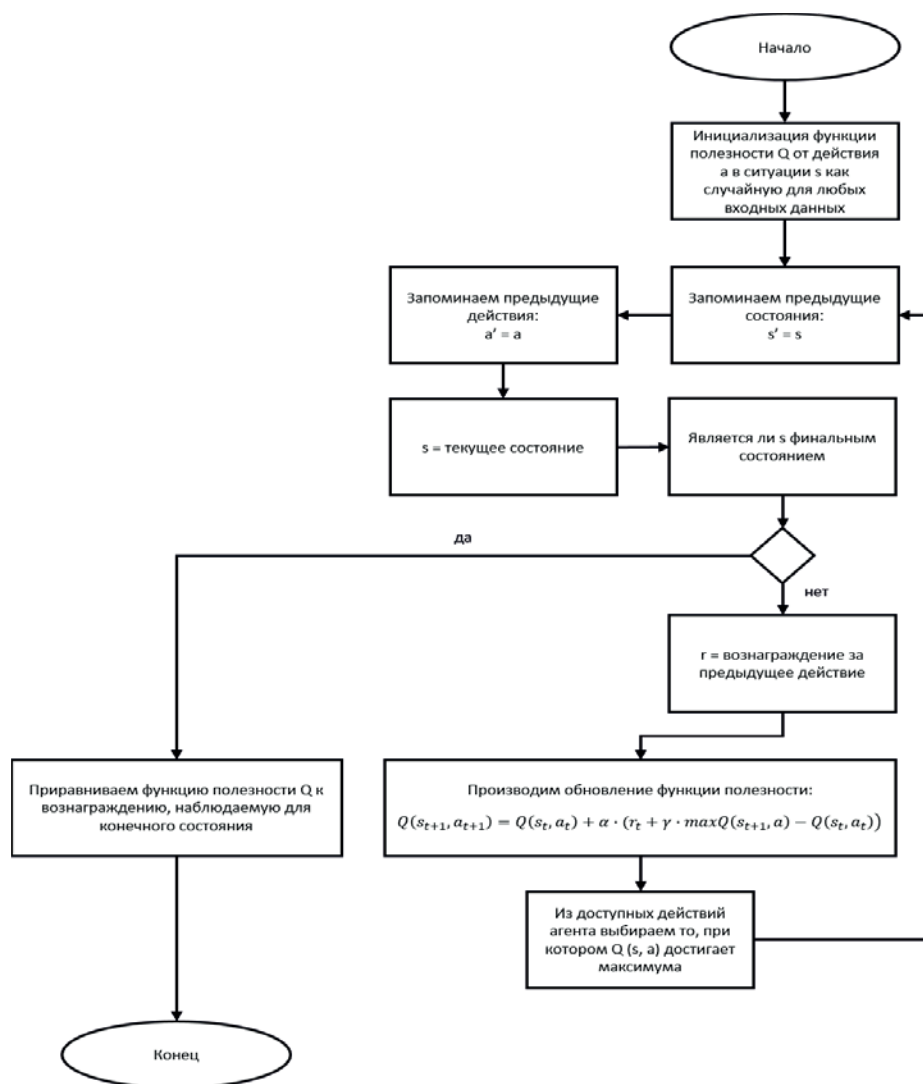 Начало
Инициализация функции
полезности Q от действия
a в ситуации s как
случайную для любых
входных данных
Запоминаем предыдущие
состояния:
s' = s
Запоминаем предыдущие
действия:
a' = a
s = текущее состояние
Является ли s финальным
состоянием
да
нет
r = вознаграждение за
предыдущее действие
Приравниваем функцию полезности Q к
вознаграждению, наблюдаемую для
конечного состояния
Производим обновление функции полезности:
Q(s_{t+1}, a_{t+1}) = Q(s_t, a_t) + α · (r_t + γ · maxQ(s_{t+1}, a) − Q(s_t, a_t))
Из доступных действий
агента выбираем то, при
котором Q (s, a) достигает
максимума
Конец